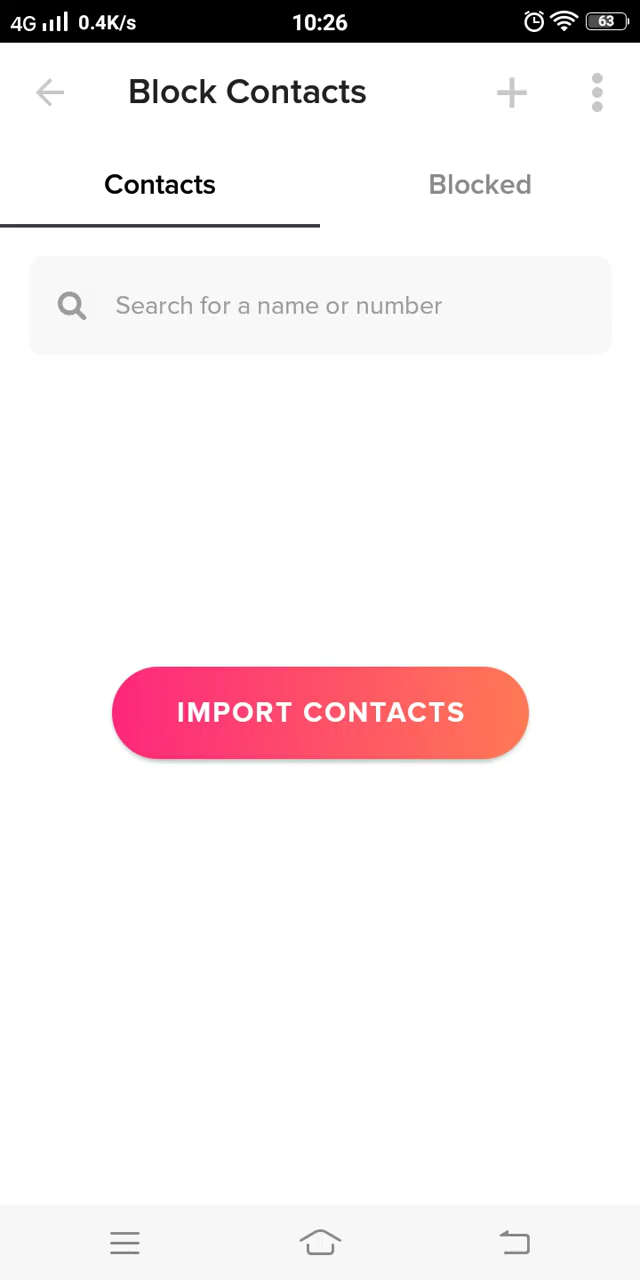 4G 0.4K/s 10:26 63
Block Contacts
Contacts Blocked
Search for a name or number
IMPORT CONTACTS